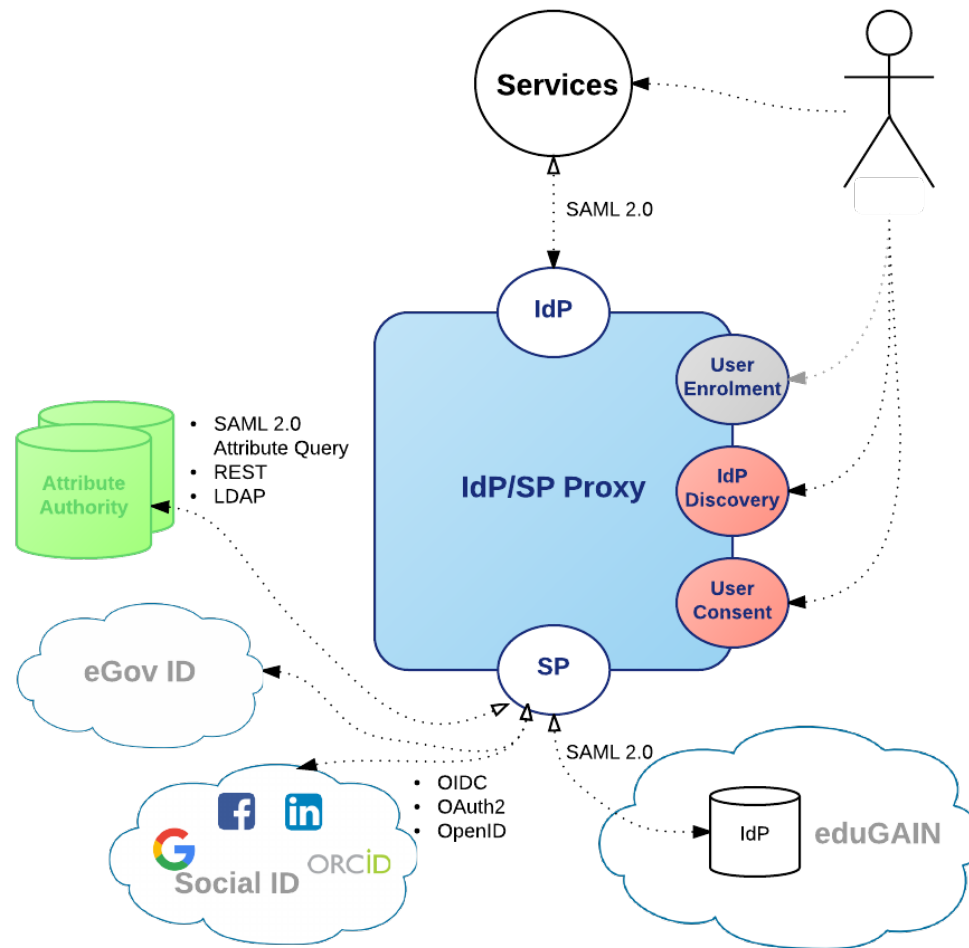 Services
SAML 2.0
IdP
User
Enrolment
• SAML 2.0
Attribute Query
• REST
• LDAP
Attribute
Authority
IdP/SP Proxy
IdP
Discovery
User
Consent
eGov ID
SP
SAML 2.0
• OIDC
• OAuth2
• OpenID
IdP
eduGAIN
f
in
G
ORCiD
Social ID